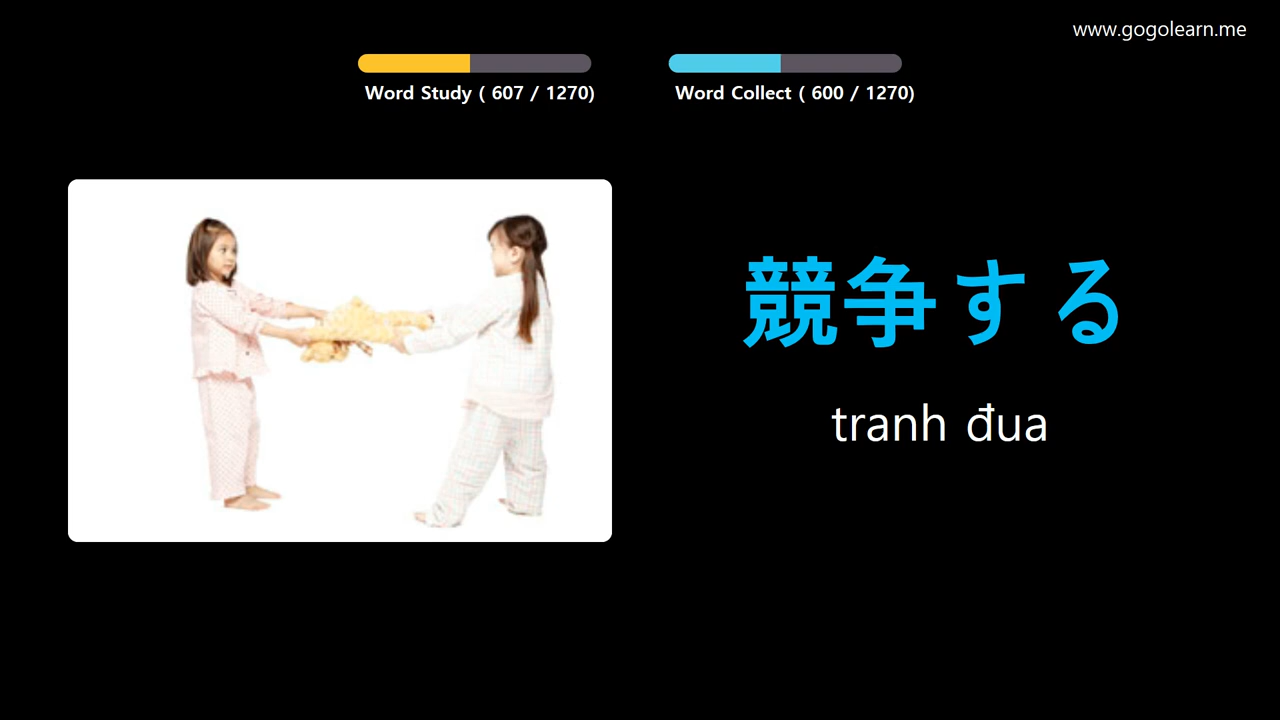 www.gogolearn.me
Word Study ( 607 / 1270)
Word Collect ( 600 / 1270)
競争する
tranh đua